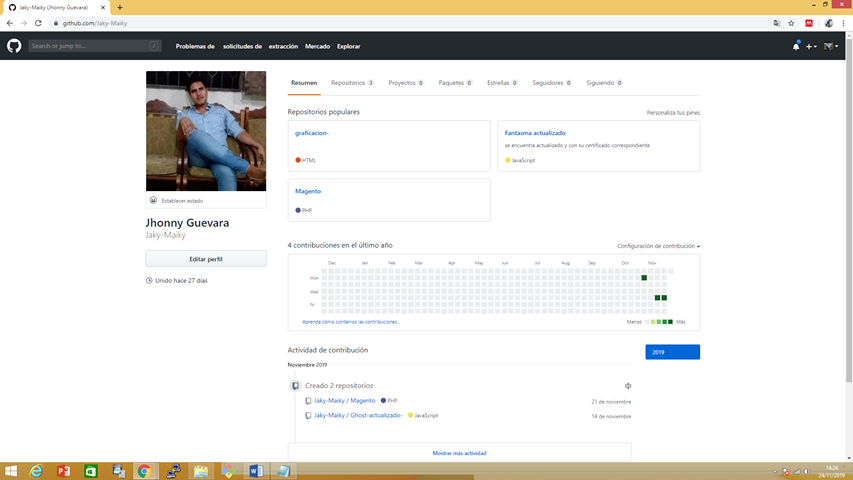 Jaky-Maiky (Jhonny Guevara)
github.com/Jaky-Maiky
Search or jump to... /
Problemas de solicitudes de extracción Mercado Explorar
Resumen Repositorios 3 Proyectos 0 Paquetes 0 Estrellas 0 Seguidores 0 Siguiendo 0
Repositorios populares Personaliza tus pines
graficacion-
HTML
Fantasma actualizado
se encuentra actualizado y con su certificado correspondiente
JavaScript
Magento
PHP
Establecer estado
Jhonny Guevara
Jaky-Maiky
Editar perfil
Unido hace 27 días
4 contribuciones en el último año Configuración de contribución
Dec Jan Feb Mar Apr May Jun Jul Aug Sep Oct Nov
Mon
Wed
Fri
Aprenda cómo contamos las contribuciones .
Menos Más
Actividad de contribución
2019
Noviembre 2019
Creado 2 repositorios
Jaky-Maiky / Magento PHP 21 de noviembre
Jaky-Maiky / Ghost-actualizado- JavaScript 14 de noviembre
Mostrar más actividad
14:24
24/11/2019